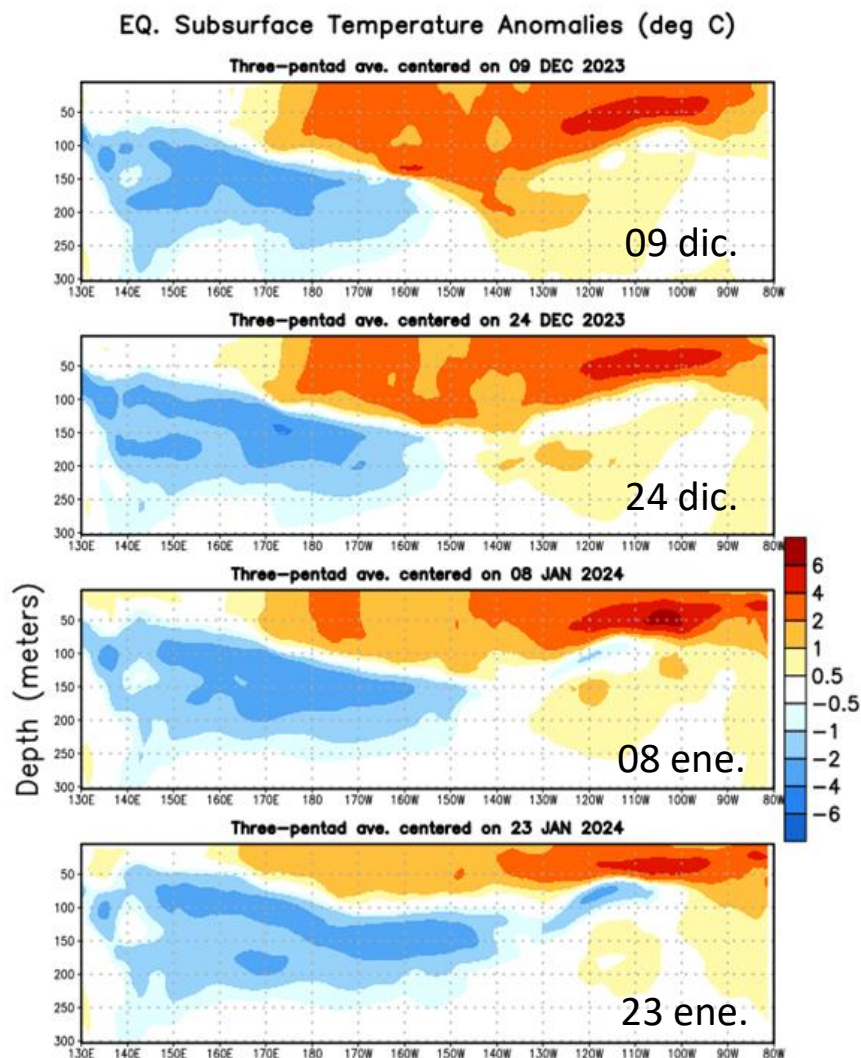 EQ. Subsurface Temperature Anomalies (deg C)
Three-pentad ave. centered on 09 DEC 2023
50
100
150
200
250
300
09 dic.
130E 140E 150E 160E 170E 180 170W 160W 150W 140W 130W 120W 110W 100W 90W 80W
Three-pentad ave. centered on 24 DEC 2023
50
100
150
200
250
300
24 dic.
130E 140E 150E 160E 170E 180 170W 160W 150W 140W 130W 120W 110W 100W 90W 80W
Three-pentad ave. centered on 08 JAN 2024
50
100
150
200
250
300
08 ene.
130E 140E 150E 160E 170E 180 170W 160W 150W 140W 130W 120W 110W 100W 90W 80W
Three-pentad ave. centered on 23 JAN 2024
50
100
150
200
250
300
23 ene.
130E 140E 150E 160E 170E 180 170W 160W 150W 140W 130W 120W 110W 100W 90W 80W
Depth (meters)
6
4
2
1
0.5
−0.5
−1
−2
−4
−6